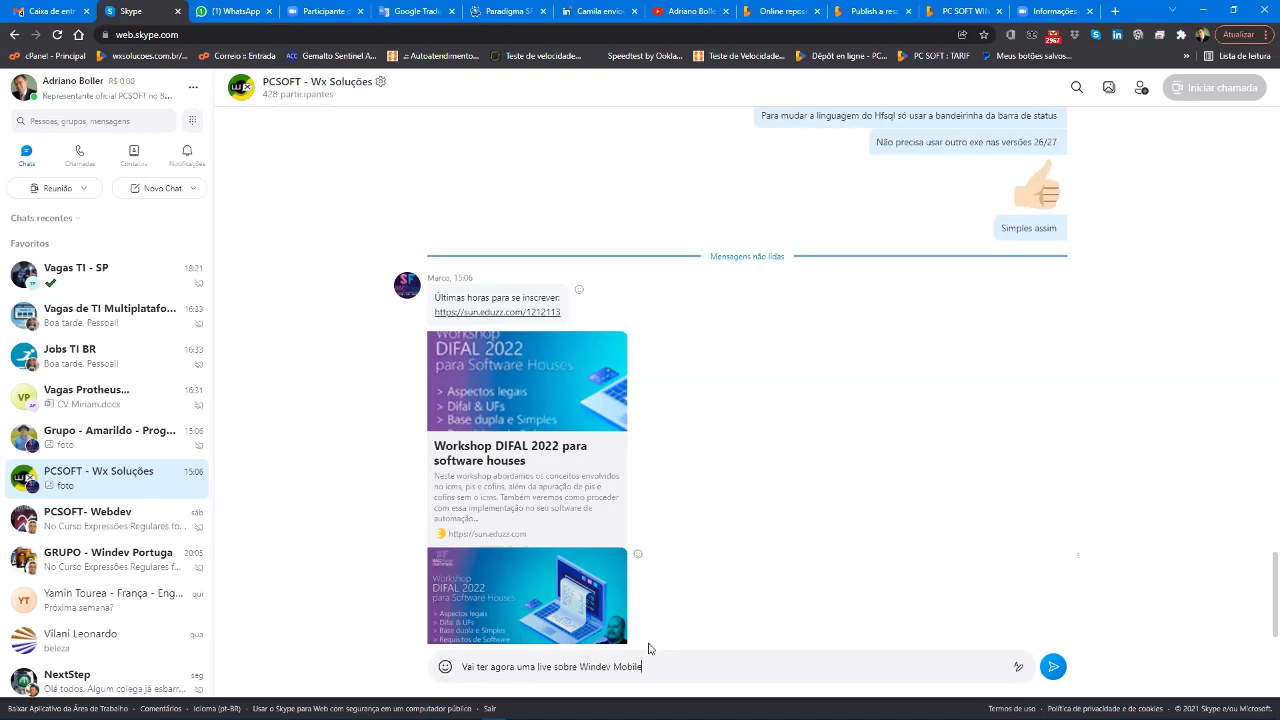 Caixa de entr
Skype
(1) WhatsApp
Participante d
Google Tradu
Paradigma SF
Camila envio
Adriano Bolle
Online reposi
Publish a reso
PC SOFT WIN
Informações
web.skype.com
2967
Atualizar
cPanel - Principal
wxsolucoes.com.br/...
Correio :: Entrada
Gemalto Sentinel A...
::Autoatendimento...
Teste de velocidade...
Speedtest by Ookla...
Teste de Velocidad...
Dépôt en ligne - PC...
PC SOFT : TARIF
Meus botões salvos...
»
Lista de leitura
Adriano Boller R$ 0,00
Representante oficial PCSOFT no B...
Pessoas, grupos, mensagens
Chats
Chamadas
Contatos
Notificações
Reunião
Novo Chat
Chats recentes
Favoritos
Vagas TI - SP 18:21
Vagas de TI Multiplatafo... 16:33
Boa tarde, Pessoal!
Jobs TI BR 16:33
Boa tarde, Pessoal!
VP
AP
Vagas Protheus... 16:31
CV Miriam.docx
Grupo - Amarildo - Prog... 15:06
foto
PCSOFT - Wx Soluções 15:06
foto
PCSOFT- Webdev sáb
No Curso Expressões Regulares fo...
GRUPO - Windev Portuga 20:05
No Curso Expressões Regulares f...
YT
Yamin Tourea - França - Eng... qui
Próxima semana?
Vilani Leonardo qua
beleza
NextStep seg
Olá todos. Algum já esbar...
WX
PCSOFT - Wx Soluções
428 participantes
Iniciar chamada
Para mudar a linguagem do Hfsql só usar a bandeirinha da barra de status
Não precisa usar outro exe nas versões 26/27
Simples assim
Mensagens não lidas
Marco, 15:06
Últimas horas para se inscrever.
https://sun.eduzz.com/1212113
Workshop
DIFAL 2022
para Software Houses
> Aspectos legais
> Difal & UFs
> Base dupla e Simples
Workshop DIFAL 2022 para
software houses
Neste workshop abordamos os conceitos envolvidos
no icms, pis e cofins, além da apuração de pis e
cofins sem o icms. Também veremos como proceder
com essa implementação no seu software de
automação...
https://sun.eduzz.com
Workshop
DIFAL 2022
para Software Houses
> Aspectos legais
> Difal & UFs
> Base dupla e Simples
> Requisitos de Software
Vai ter agora uma live sobre Windev Mobile
Baixar Aplicativo da Área de Trabalho • Comentários • Idioma (pt-BR) • Usar o Skype para Web com segurança em um computador público • Sair
Termos de uso • Política de privacidade e de cookies • © 2021 Skype e/ou Microsoft.